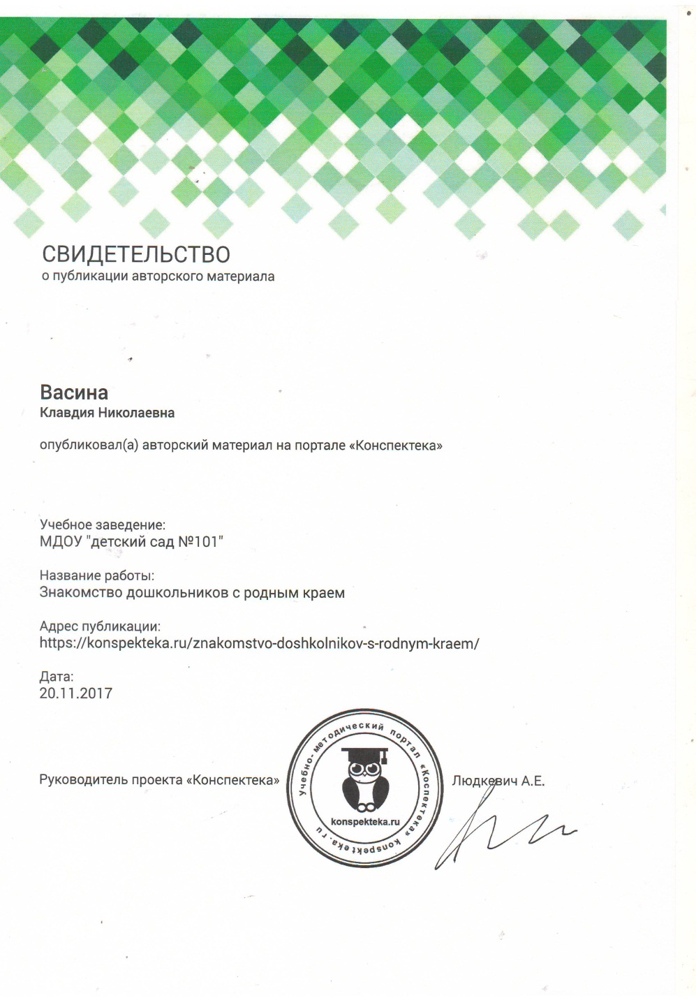 СВИДЕТЕЛЬСТВО
о публикации авторского материала
Васина
Клавдия Николаевна
опубликовал(а) авторский материал на портале «Конспектека»
Учебное заведение:
МДОУ "детский сад №101"
Название работы:
Знакомство дошкольников с родным краем
Адрес публикации:
https://konspekteka.ru/znakomstvo-doshkolnikov-s-rodnym-kraem/
Дата:
20.11.2017
Руководитель проекта «Конспектека»
Учебно-методический портал «Коспектека» konspekteka.ru
konspekteka.ru
Людкевич А.Е.